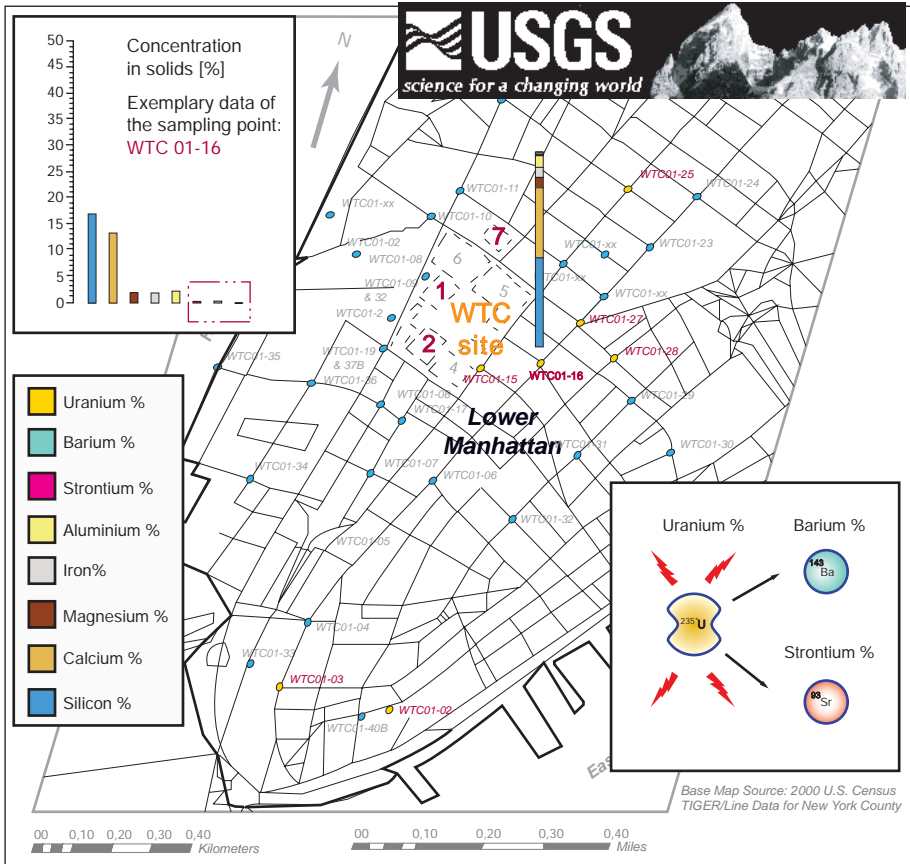 USGS
science for a changing world
50
45
40
35
30
25
20
15
10
5
0
Concentration
in solids [%]
Exemplary data of
the sampling point:
WTC 01-16
N
WTC01-25
WTC01-24
WTC01-11
WTC01-xx
WTC01-10
WTC01-02
WTC01-08
7
6
WTC01-xx
WTC01-23
WTC01-xx
WTC01-09
& 32
1
5
WTC01-xx
WTC01-2
WTC
site
WTC01-27
2
WTC01-19
& 37B
4
WTC01-28
WTC01-35
WTC01-15
WTC01-16
WTC01-36
WTC01-08
WTC01-17
WTC01-29
Lower
Manhattan
WTC01-31
WTC01-30
WTC01-34
WTC01-07
WTC01-06
WTC01-32
WTC01-05
WTC01-04
WTC01-33
WTC01-03
WTC01-02
WTC01-40B
Uranium %
Barium %
Strontium %
Aluminium %
Iron%
Magnesium %
Calcium %
Silicon %
Uranium %
Barium %
143
Ba
235*U
Strontium %
93
Sr
Base Map Source: 2000 U.S. Census
TIGER/Line Data for New York County
00 0,10 0,20 0,40
Kilometers
00 0,10 0,20 0,40
Miles